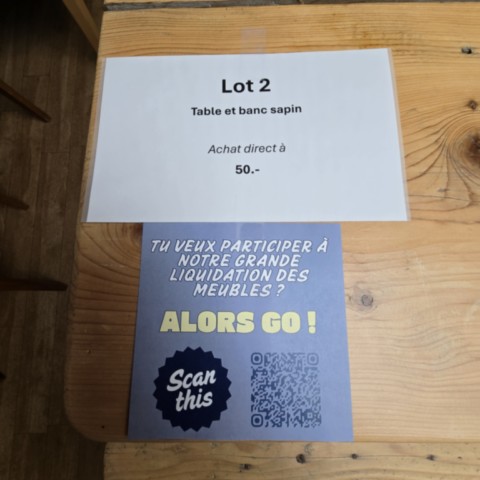 Lot 2
Table et banc sapin
Achat direct à
50.-
TU VEUX PARTICIPER À
NOTRE GRANDE
LIQUIDATION DES
MEUBLES ?
ALORS GO !
Scan
this